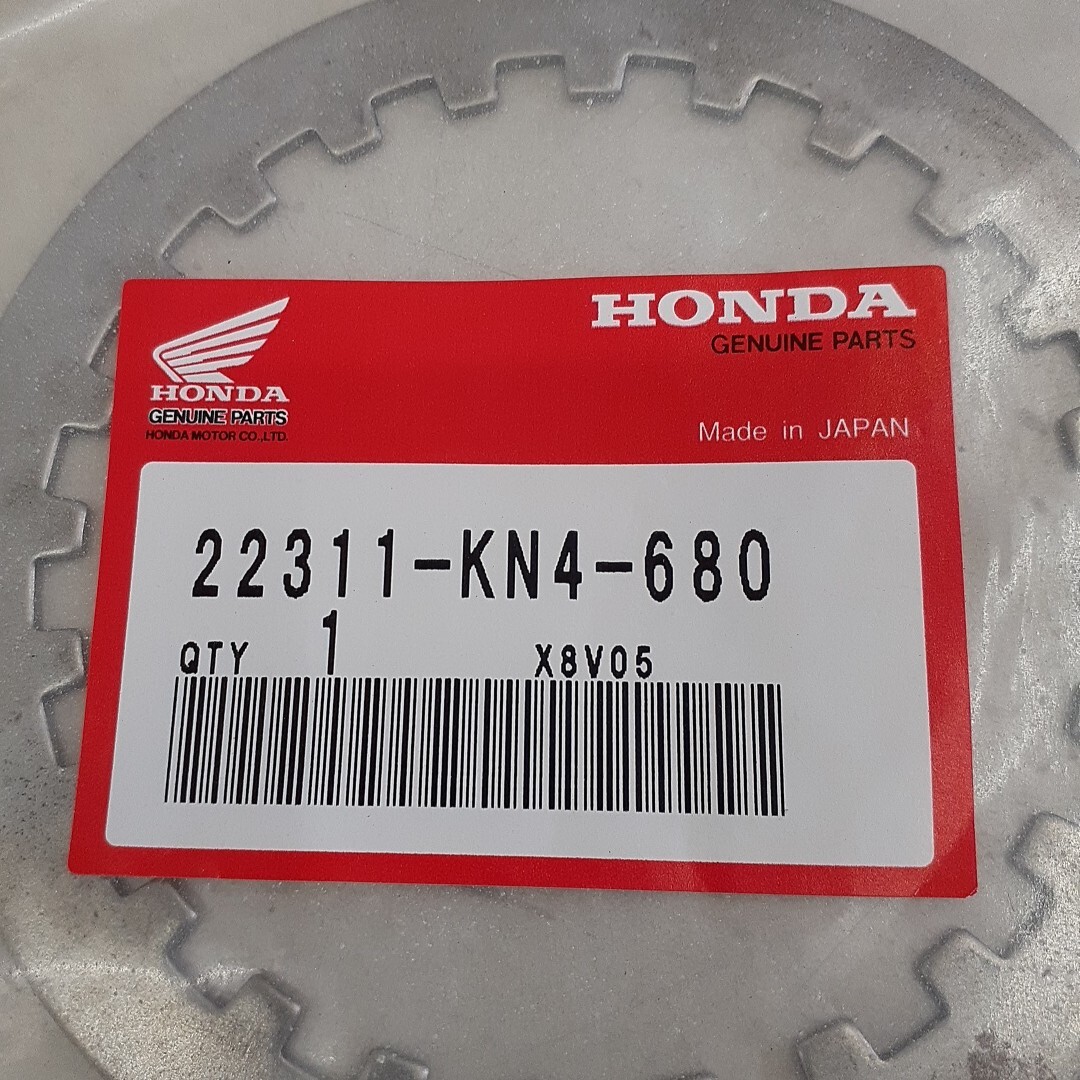 HONDA
GENUINE PARTS
HONDA MOTOR CO.,LTD.
HONDA
GENUINE PARTS
Made in JAPAN
22311-KN4-680
QTY 1 X8V05